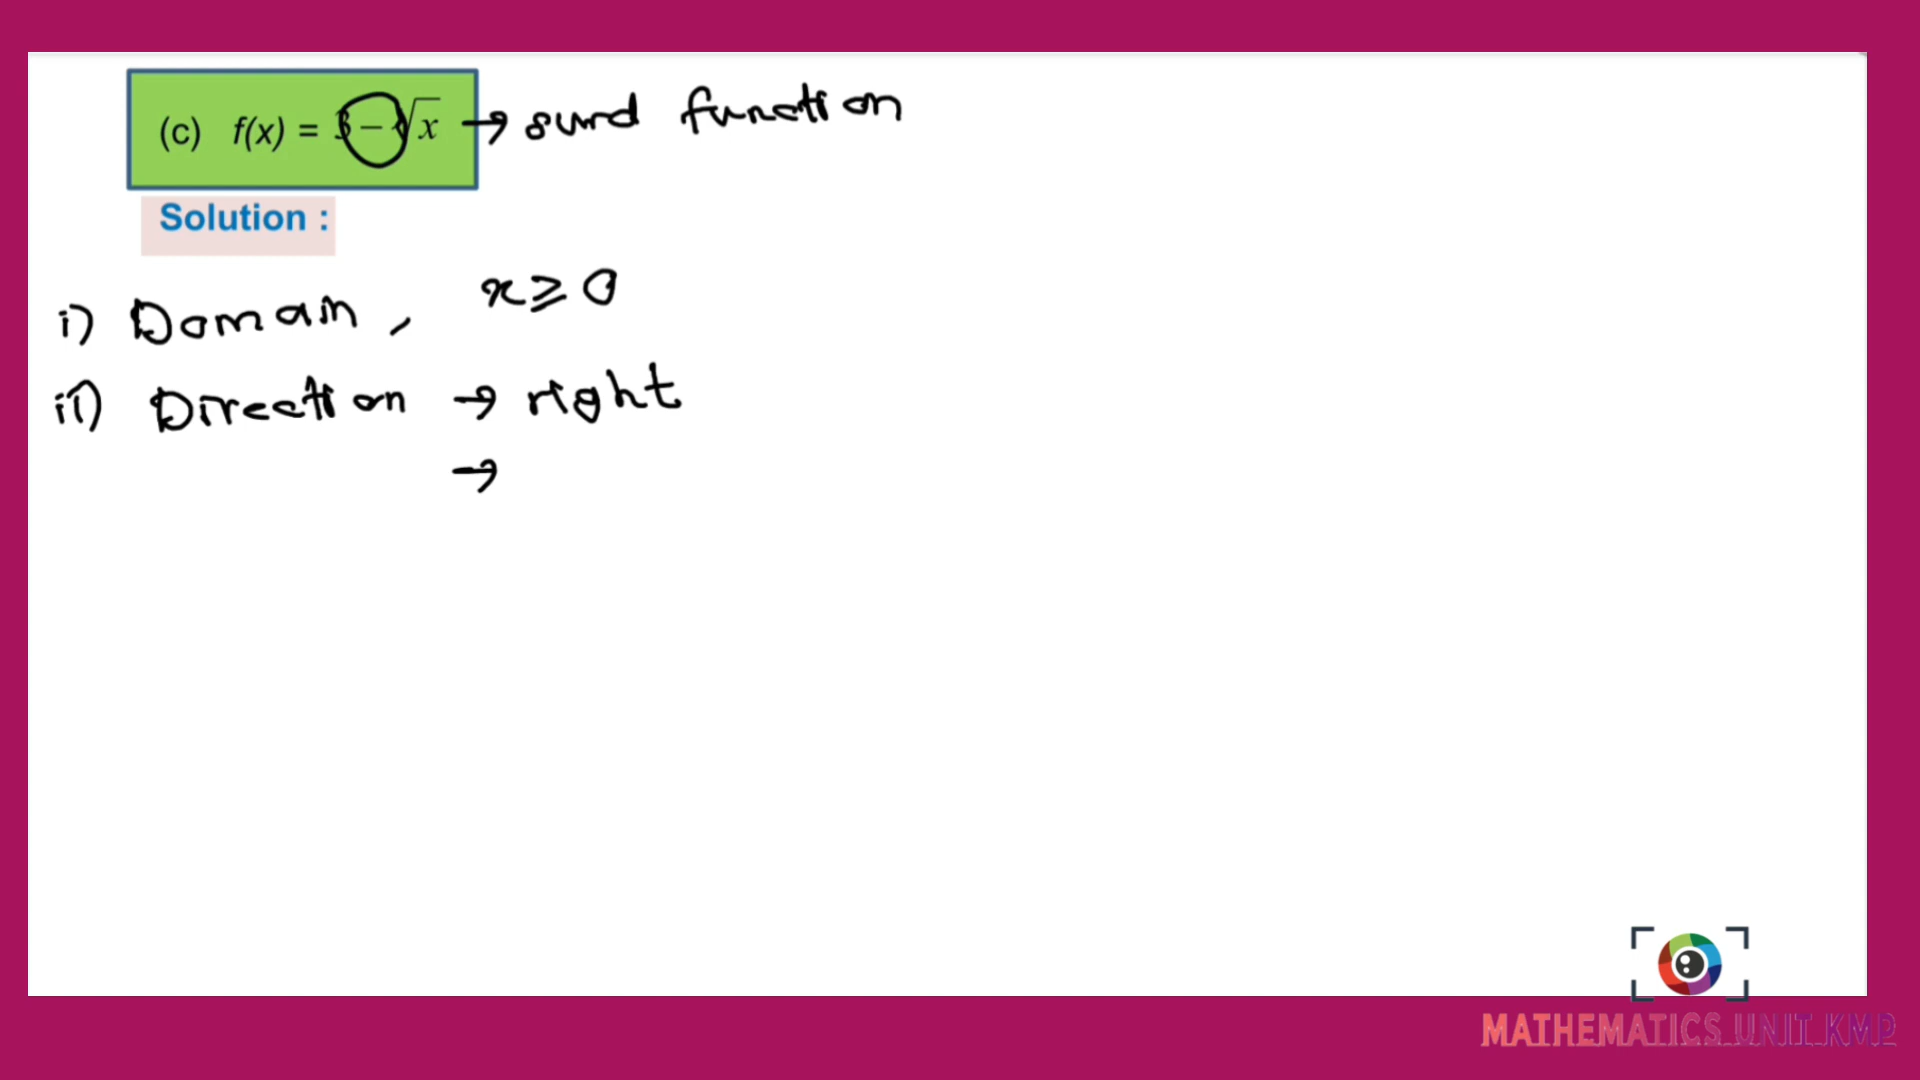 (c) f(x) = 3 − √x → surd function
Solution :
i) Domain, x ≥ 0
ii) Direction → right
→
MATHEMATICS UNIT KMP